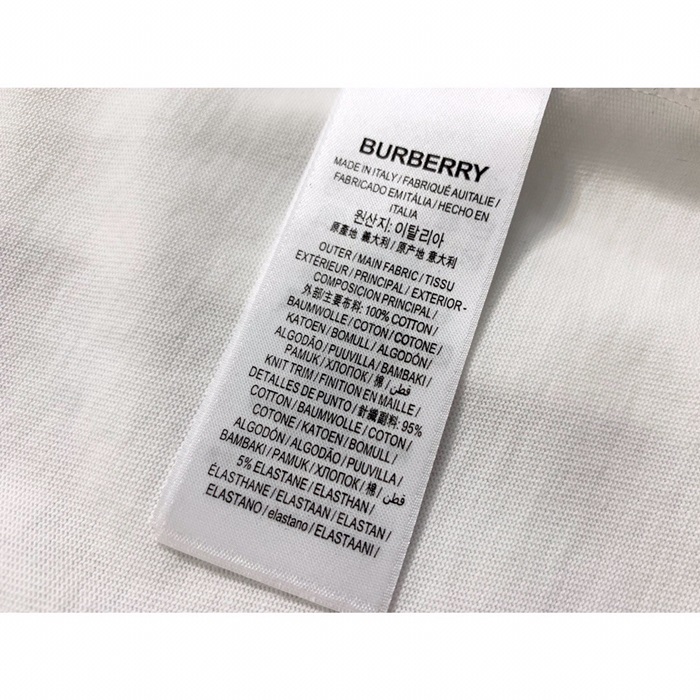 BURBERRY
MADE IN ITALY / FABRIQUÉ AUITALIE /
FABRICADO EM ITÁLIA / HECHO EN
ITALIA
원산지: 이탈리아
原產地 義大利 / 原产地 意大利
OUTER / MAIN FABRIC / TISSU
EXTÉRIEUR / PRINCIPAL / EXTERIOR-
COMPOSICION PRINCIPAL /
外部/主要布料: 100% COTTON /
BAUMWOLLE / COTON / COTONE /
KATOEN / BOMULL / ALGODÓN /
ALGODÃO / PUUVILLA / BAMBAKI /
PAMUK / ХЛОПОК / 棉 / قطن /
KNIT TRIM / FINITION EN MAILLE /
DETALLES DE PUNTO / 針織副料: 95%
COTTON / BAUMWOLLE / COTON /
COTONE / KATOEN / BOMULL /
ALGODÓN / ALGODÃO / PUUVILLA /
BAMBAKI / PAMUK / ХЛОПОК / 棉 / قطن /
5% ELASTANE / ELASTHAN /
ÉLASTHANE / ELASTAAN / ELASTAN /
ELASTANO / elastano / ELASTAANI /